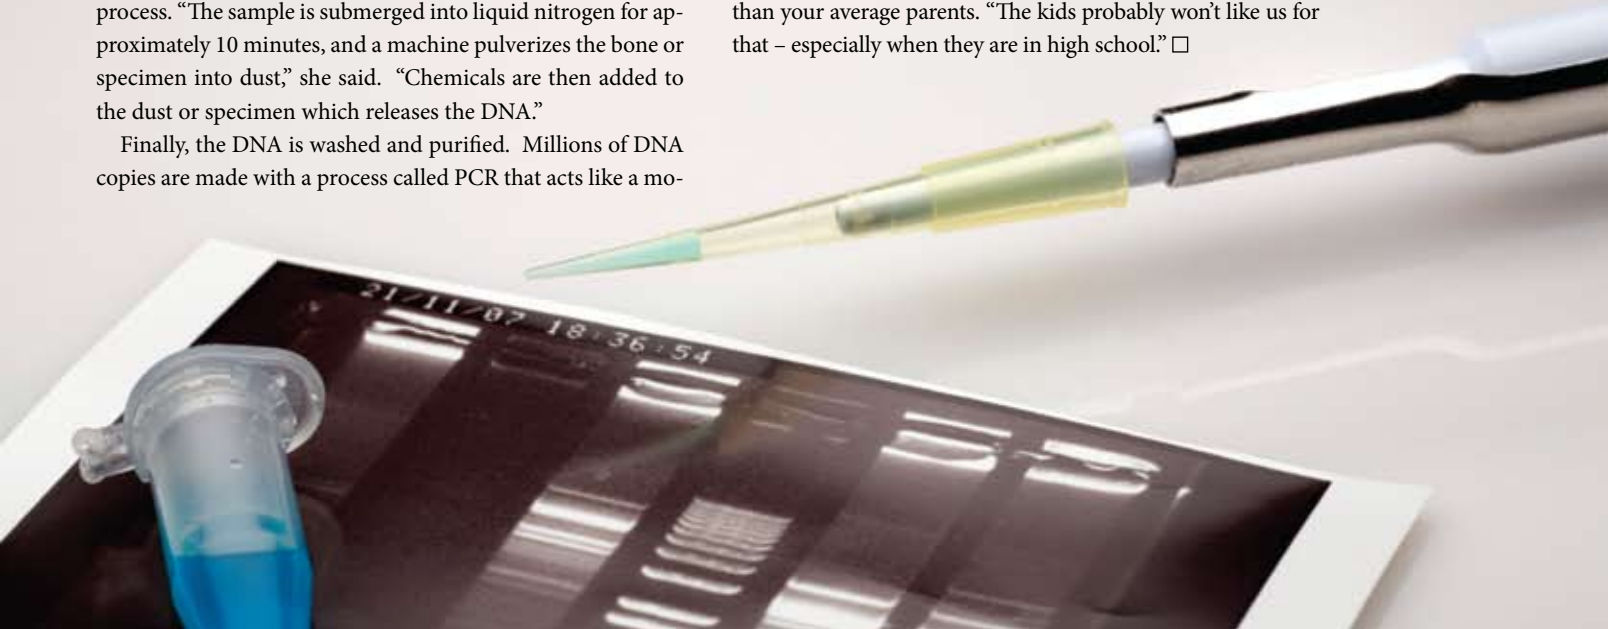 process. “The sample is submerged into liquid nitrogen for ap-
proximately 10 minutes, and a machine pulverizes the bone or
specimen into dust,” she said.  “Chemicals are then added to
the dust or specimen which releases the DNA.”
Finally, the DNA is washed and purified.  Millions of DNA
copies are made with a process called PCR that acts like a mo-
than your average parents. “The kids probably won’t like us for
that – especially when they are in high school.” □
21/11/07 18:36:54